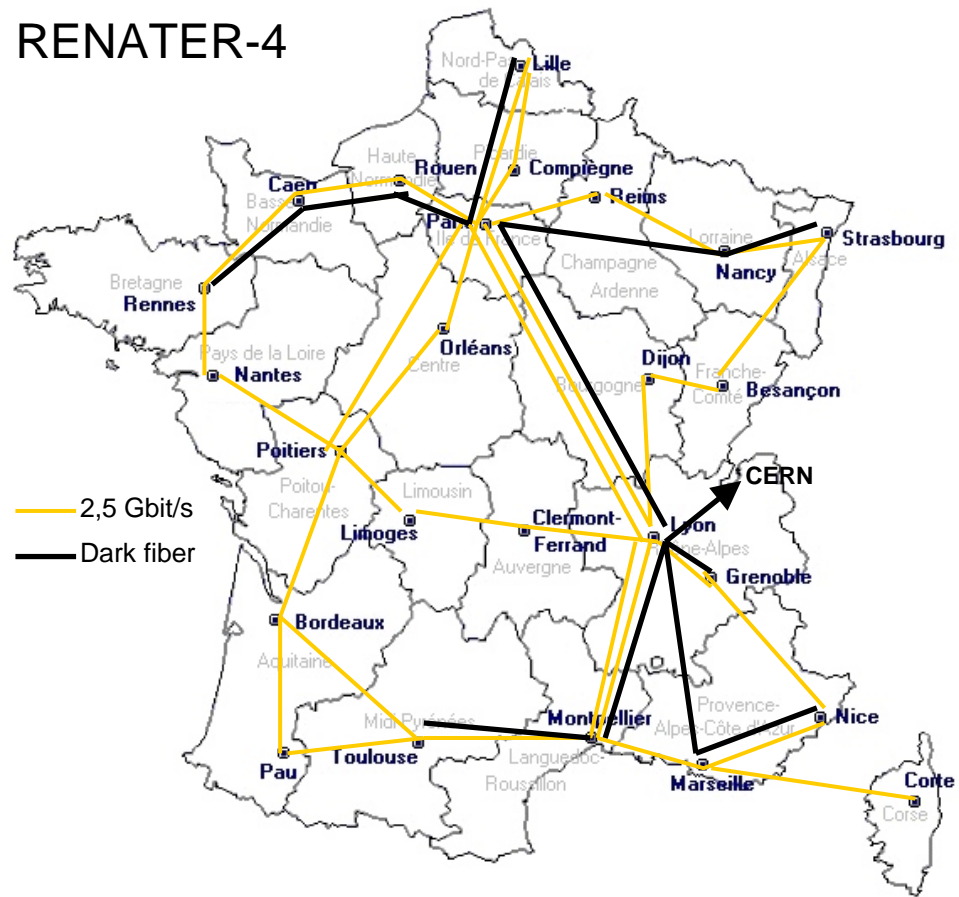 RENATER-4
Nord-Pas
de Calais
Lille
Picardie
Haute
Normandie
Rouen
Compiegne
Caen
Basse
Normandie
Reims
Paris
Ile de France
Lorraine
Nancy
Strasbourg
Alsace
Champagne
Ardenne
Bretagne
Rennes
Pays de la Loire
Nantes
Orléans
Centre
Dijon
Bourgogne
Franche-
Comté
Besançon
Poitiers
Poitou-
Charentes
Limousin
Limoges
Clermont-
Ferrand
Auvergne
CERN
Lyon
Rhône-Alpes
Grenoble
2,5 Gbit/s
Dark fiber
Bordeaux
Aquitaine
Midi-Pyrénées
Toulouse
Pau
Montpellier
Languedoc-
Roussillon
Provence-
Alpes-Côte d'Azur
Nice
Marseille
Corte
Corse